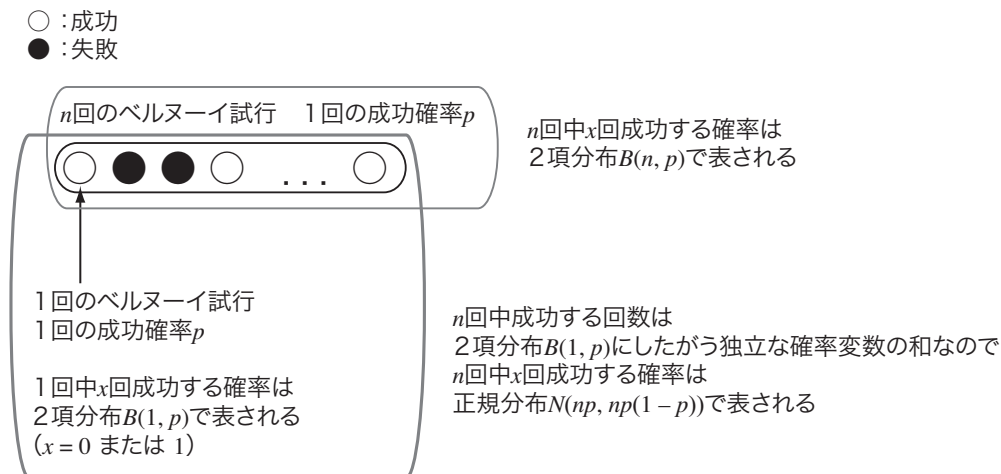 ○：成功
●：失敗
n回のベルヌーイ試行　1回の成功確率p
n回中x回成功する確率は
２項分布B(n, p)で表される
...
1回のベルヌーイ試行
1回の成功確率p
1回中x回成功する確率は
２項分布B(1, p)で表される
（x = 0 または 1）
n回中成功する回数は
２項分布B(1, p)にしたがう独立な確率変数の和なので
n回中x回成功する確率は
正規分布N(np, np(1 – p))で表される